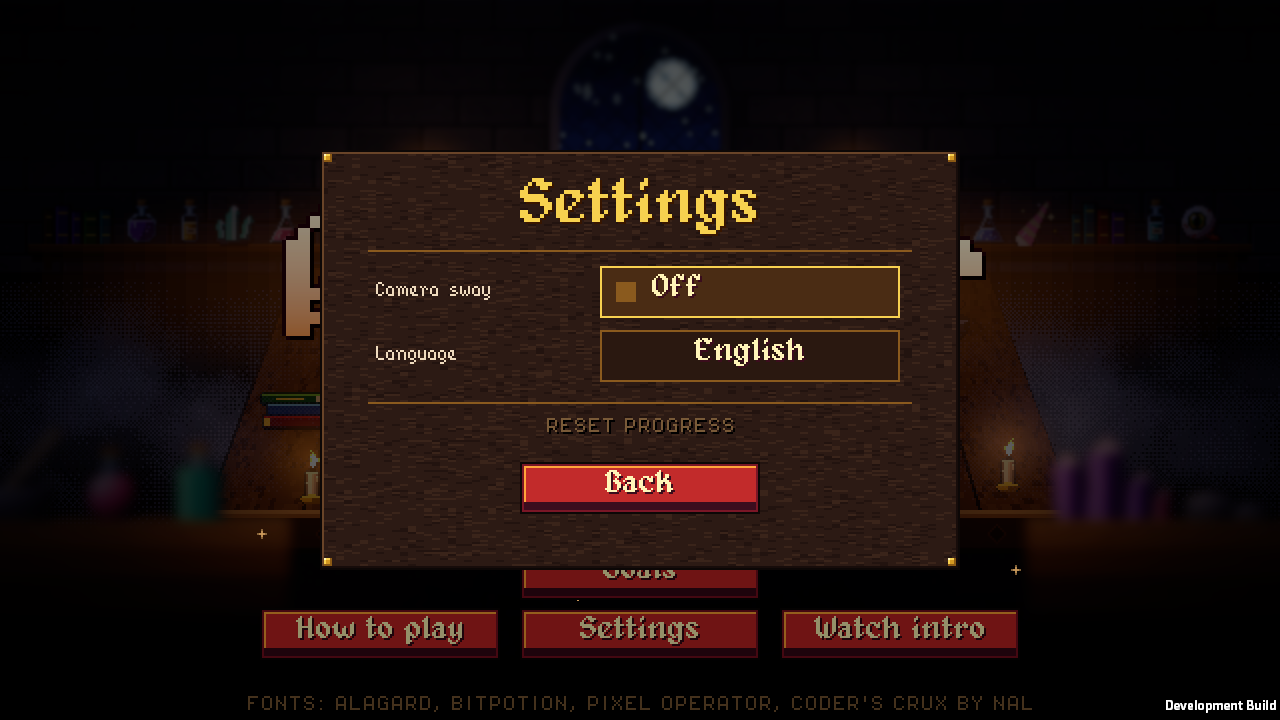 Settings
Camera sway
Off
Language
English
RESET PROGRESS
Back
Goals
How to play
Settings
Watch intro
FONTS: ALAGARD, BITPOTION, PIXEL OPERATOR, CODER'S CRUX BY NAL
Development Build